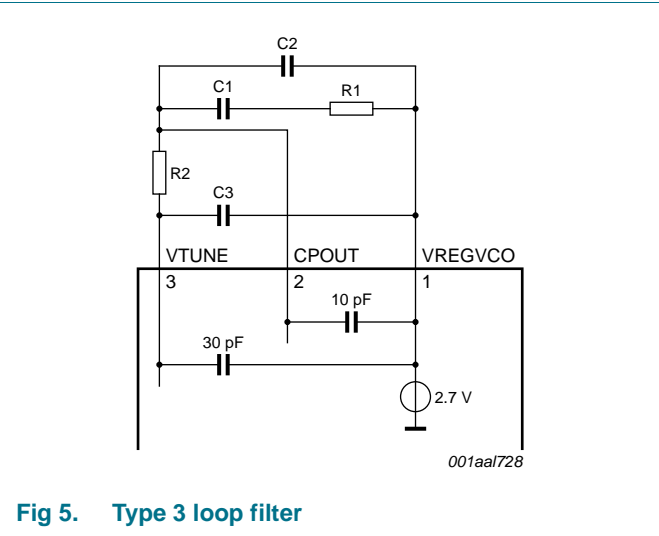 C2
C1
R1
R2
C3
VTUNE CPOUT VREGVCO
3 2 1
10 pF
30 pF
2.7 V
001aal728
Fig 5. Type 3 loop filter